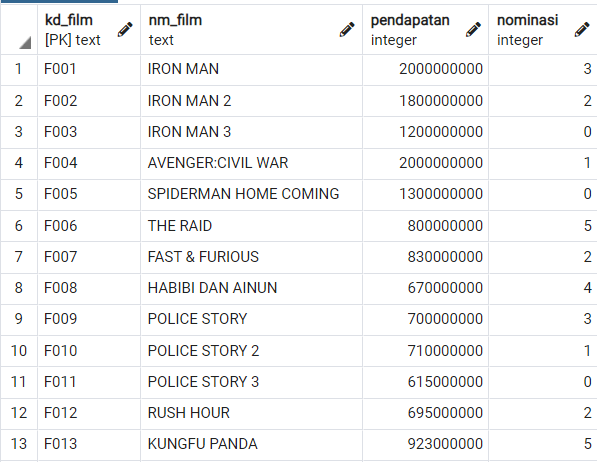 kd_film nm_film pendapatan nominasi
[PK] text text integer integer
1 F001 IRON MAN 2000000000 3
2 F002 IRON MAN 2 1800000000 2
3 F003 IRON MAN 3 1200000000 0
4 F004 AVENGER:CIVIL WAR 2000000000 1
5 F005 SPIDERMAN HOME COMING 1300000000 0
6 F006 THE RAID 800000000 5
7 F007 FAST & FURIOUS 830000000 2
8 F008 HABIBI DAN AINUN 670000000 4
9 F009 POLICE STORY 700000000 3
10 F010 POLICE STORY 2 710000000 1
11 F011 POLICE STORY 3 615000000 0
12 F012 RUSH HOUR 695000000 2
13 F013 KUNGFU PANDA 923000000 5